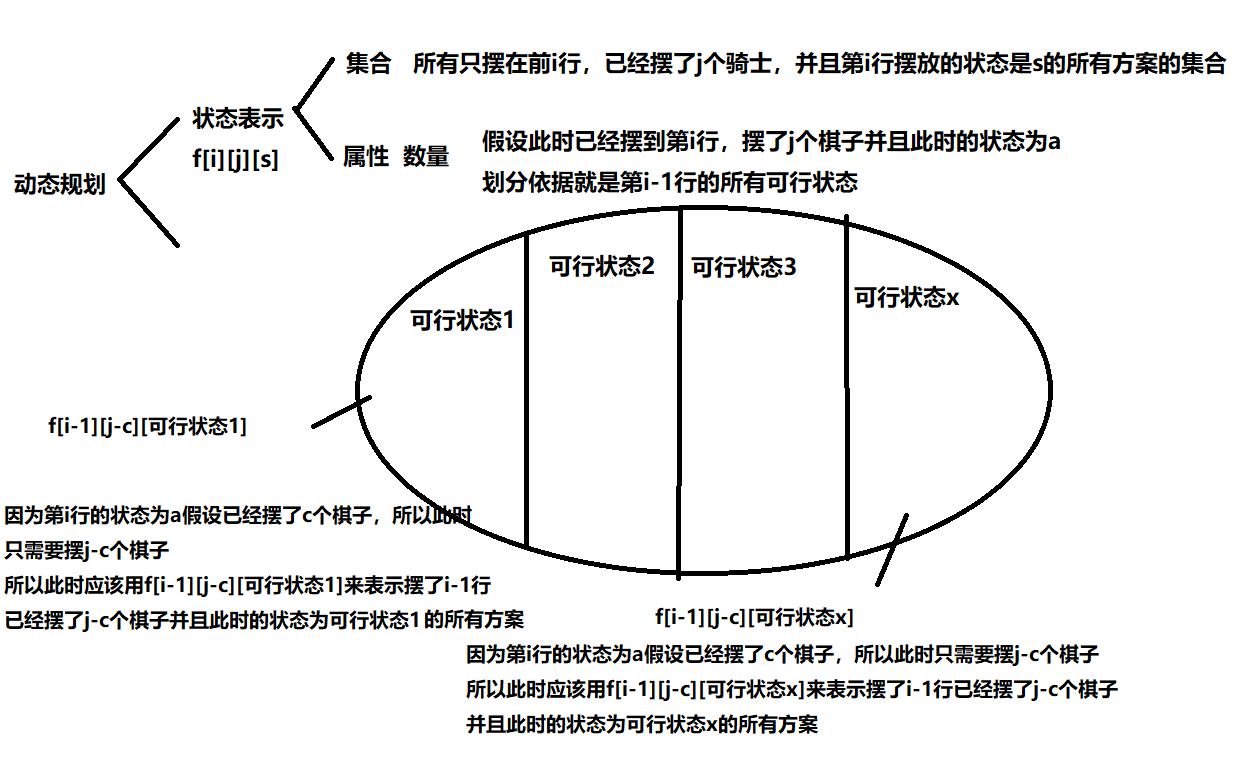 集合 所有只摆在前i行，已经摆了j个骑士，并且第i行摆放的状态是s的所有方案的集合
状态表示
f[i][j][s]
属性 数量
假设此时已经摆到第i行，摆了j个棋子并且此时的状态为a
划分依据就是第i-1行的所有可行状态
动态规划
可行状态1
可行状态2
可行状态3
可行状态x
f[i-1][j-c][可行状态1]
因为第i行的状态为a假设已经摆了c个棋子，所以此时
只需要摆j-c个棋子
所以此时应该用f[i-1][j-c][可行状态1]来表示摆了i-1行
已经摆了j-c个棋子并且此时的状态为可行状态1的所有方案
f[i-1][j-c][可行状态x]
因为第i行的状态为a假设已经摆了c个棋子，所以此时只需要摆j-c个棋子
所以此时应该用f[i-1][j-c][可行状态x]来表示摆了i-1行已经摆了j-c个棋子
并且此时的状态为可行状态x的所有方案